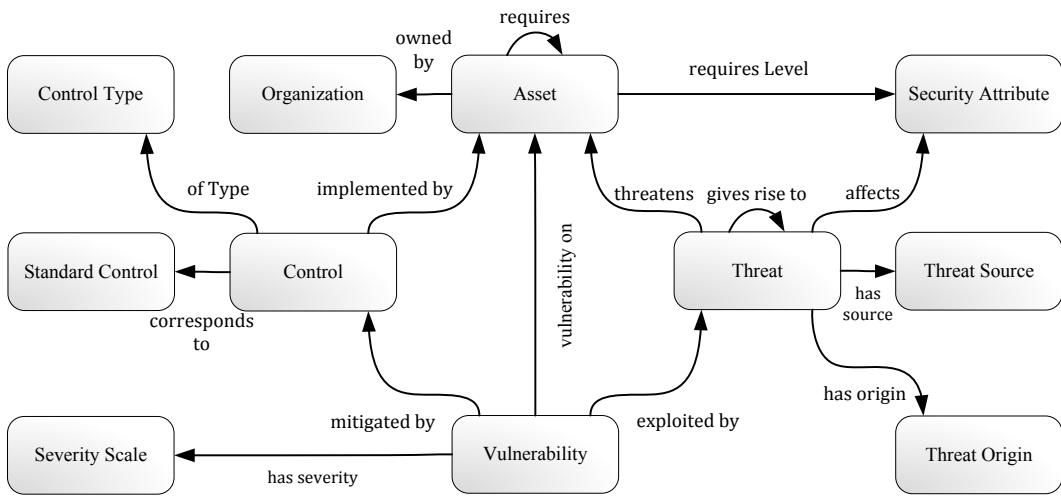 requires
owned
by
requires Level
Control Type
Organization
Asset
Security Attribute
of Type
implemented by
threatens
gives rise to
affects
vulnerability on
Standard Control
Control
Threat
Threat Source
has
source
corresponds
to
has origin
mitigated by
exploited by
Severity Scale
has severity
Vulnerability
Threat Origin